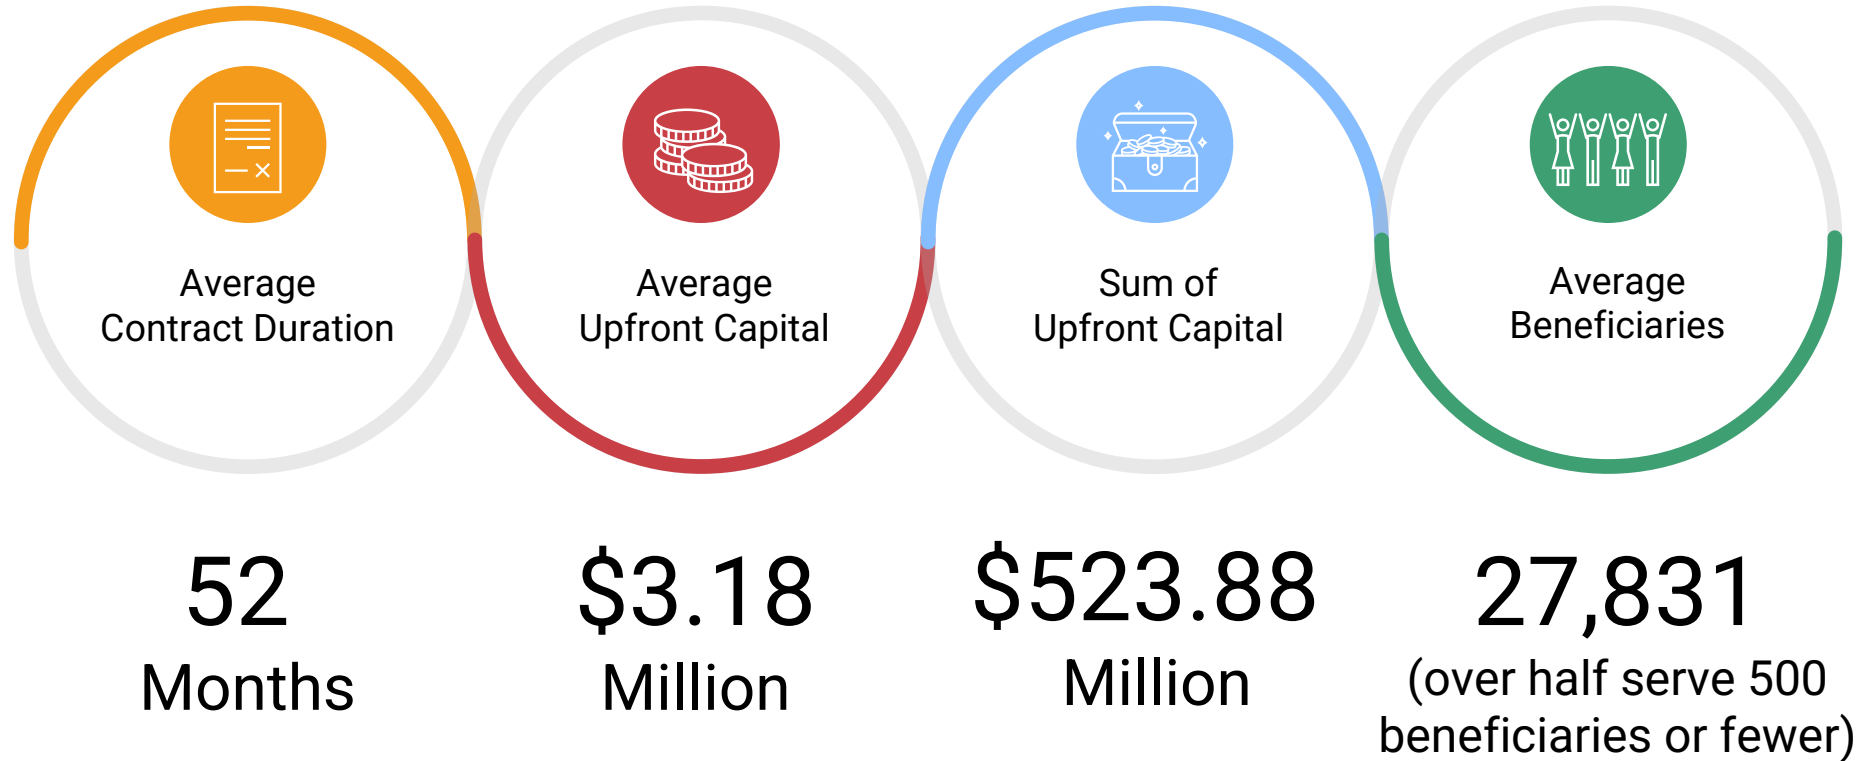 Average
Contract Duration
52
Months
Average
Upfront Capital
$3.18
Million
Sum of
Upfront Capital
$523.88
Million
Average
Beneficiaries
27,831
(over half serve 500
beneficiaries or fewer)